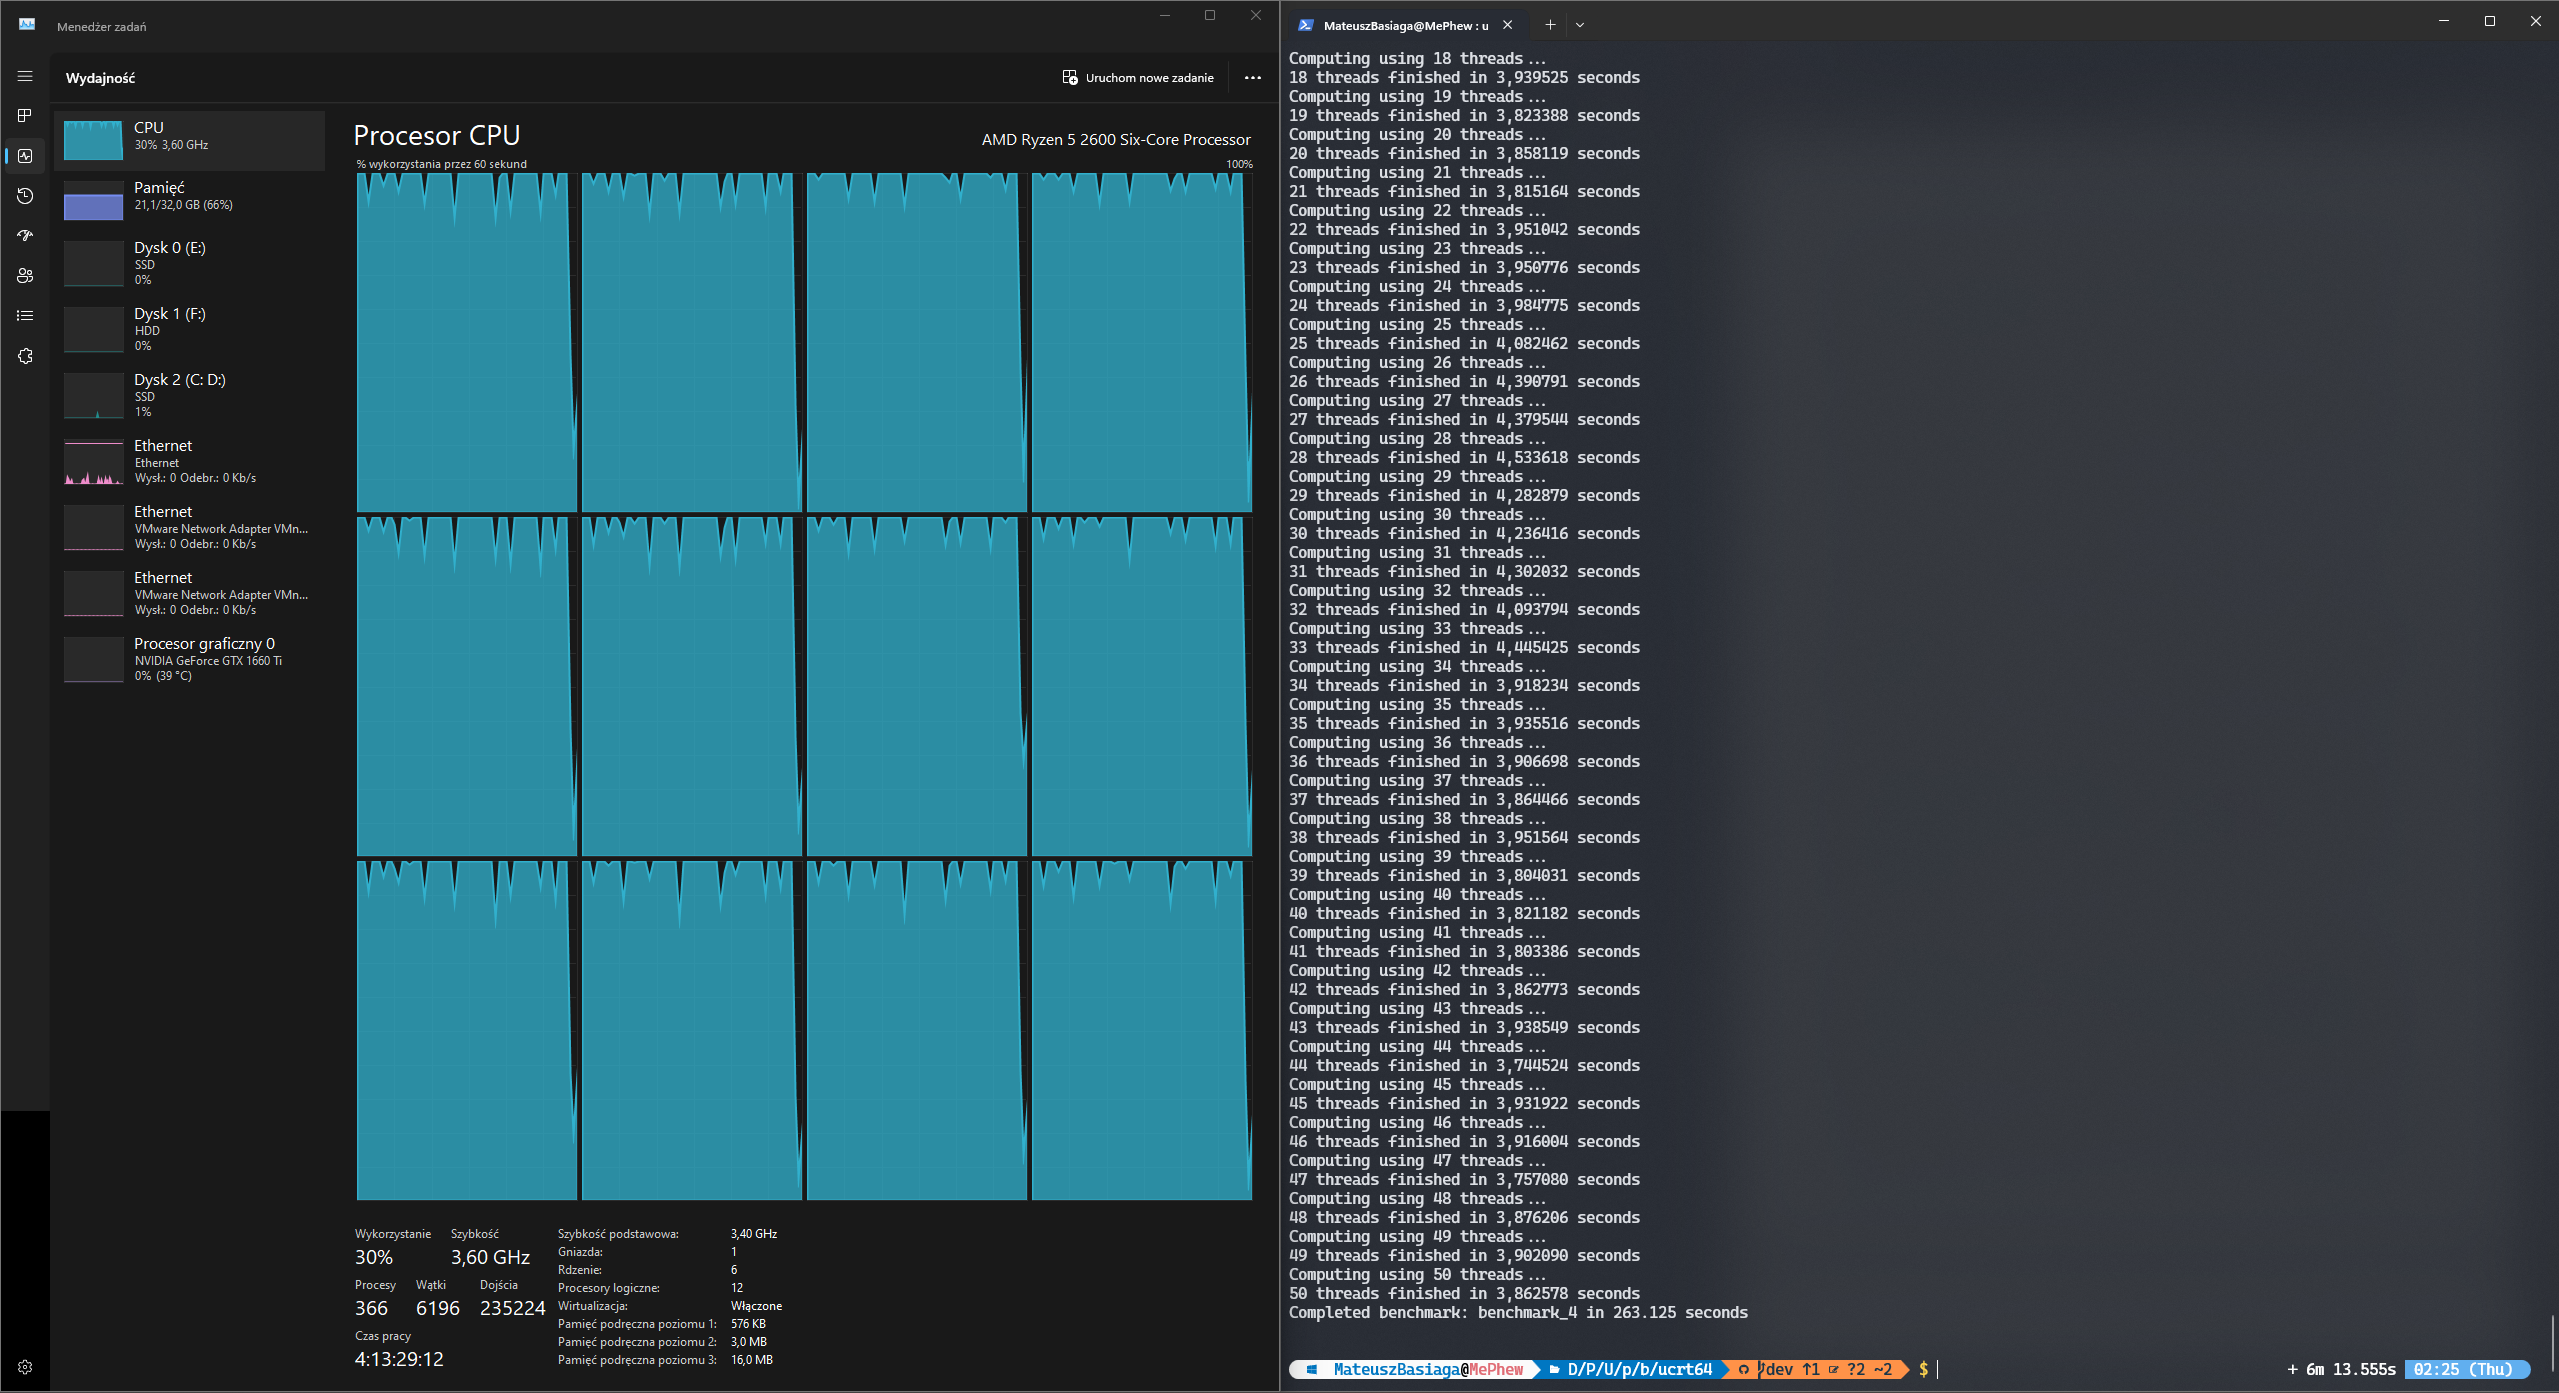 Menedżer zadań
Wydajność
Uruchom nowe zadanie
CPU
30% 3,60 GHz
Pamięć
21,1/32,0 GB (66%)
Dysk 0 (E:)
SSD
0%
Dysk 1 (F:)
HDD
0%
Dysk 2 (C: D:)
SSD
1%
Ethernet
Ethernet
Wysł.: 0 Odebr.: 0 Kb/s
Ethernet
VMware Network Adapter VMn...
Wysł.: 0 Odebr.: 0 Kb/s
Ethernet
VMware Network Adapter VMn...
Wysł.: 0 Odebr.: 0 Kb/s
Procesor graficzny 0
NVIDIA GeForce GTX 1660 Ti
0% (39 °C)
Procesor CPU
AMD Ryzen 5 2600 Six-Core Processor
% wykorzystania przez 60 sekund
100%
Wykorzystanie
30%
Szybkość
3,60 GHz
Procesy
366
Wątki
6196
Dojścia
235224
Czas pracy
4:13:29:12
Szybkość podstawowa: 3,40 GHz
Gniazda: 1
Rdzenie: 6
Procesory logiczne: 12
Wirtualizacja: Włączone
Pamięć podręczna poziomu 1: 576 KB
Pamięć podręczna poziomu 2: 3,0 MB
Pamięć podręczna poziomu 3: 16,0 MB
MateuszBasiaga@MePhew : u
Computing using 18 threads...
18 threads finished in 3,939525 seconds
Computing using 19 threads...
19 threads finished in 3,823388 seconds
Computing using 20 threads...
20 threads finished in 3,858119 seconds
Computing using 21 threads...
21 threads finished in 3,815164 seconds
Computing using 22 threads...
22 threads finished in 3,951042 seconds
Computing using 23 threads...
23 threads finished in 3,950776 seconds
Computing using 24 threads...
24 threads finished in 3,984775 seconds
Computing using 25 threads...
25 threads finished in 4,082462 seconds
Computing using 26 threads...
26 threads finished in 4,390791 seconds
Computing using 27 threads...
27 threads finished in 4,379544 seconds
Computing using 28 threads...
28 threads finished in 4,533618 seconds
Computing using 29 threads...
29 threads finished in 4,282879 seconds
Computing using 30 threads...
30 threads finished in 4,236416 seconds
Computing using 31 threads...
31 threads finished in 4,302032 seconds
Computing using 32 threads...
32 threads finished in 4,093794 seconds
Computing using 33 threads...
33 threads finished in 4,445425 seconds
Computing using 34 threads...
34 threads finished in 3,918234 seconds
Computing using 35 threads...
35 threads finished in 3,935516 seconds
Computing using 36 threads...
36 threads finished in 3,906698 seconds
Computing using 37 threads...
37 threads finished in 3,864466 seconds
Computing using 38 threads...
38 threads finished in 3,951564 seconds
Computing using 39 threads...
39 threads finished in 3,804031 seconds
Computing using 40 threads...
40 threads finished in 3,821182 seconds
Computing using 41 threads...
41 threads finished in 3,803386 seconds
Computing using 42 threads...
42 threads finished in 3,862773 seconds
Computing using 43 threads...
43 threads finished in 3,938549 seconds
Computing using 44 threads...
44 threads finished in 3,744524 seconds
Computing using 45 threads...
45 threads finished in 3,931922 seconds
Computing using 46 threads...
46 threads finished in 3,916004 seconds
Computing using 47 threads...
47 threads finished in 3,757080 seconds
Computing using 48 threads...
48 threads finished in 3,876206 seconds
Computing using 49 threads...
49 threads finished in 3,902090 seconds
Computing using 50 threads...
50 threads finished in 3,862578 seconds
Completed benchmark: benchmark_4 in 263.125 seconds
MateuszBasiaga@MePhew D/P/U/p/b/ucrt64 dev ↑1 ?2 ~2 $ + 6m 13.555s 02:25 (Thu)